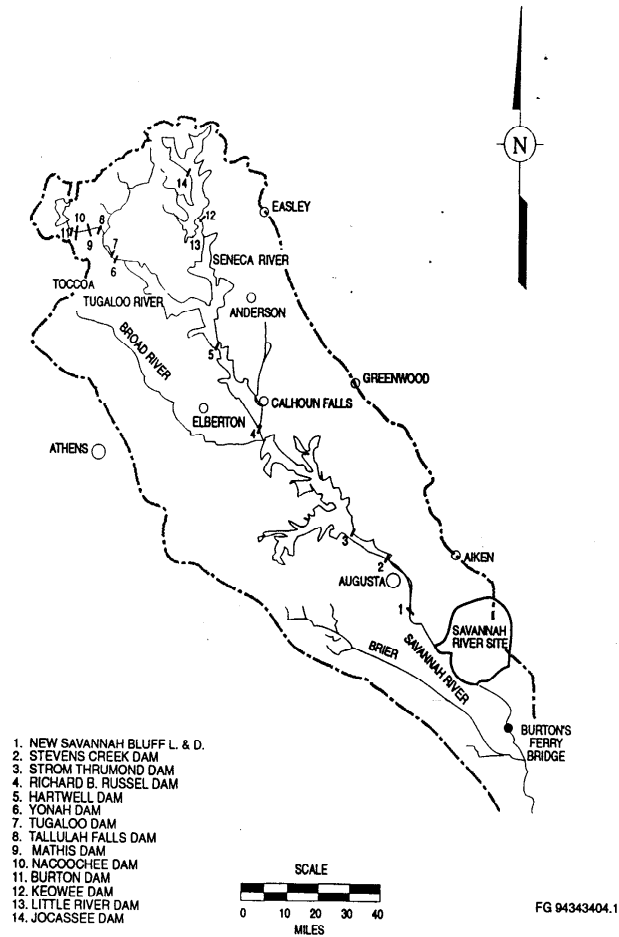 N
14
EASLEY
10
12
11
8
9
13
7
6
SENECA RIVER
TOCCOA
TUGALOO RIVER
ANDERSON
BROAD RIVER
5
GREENWOOD
CALHOUN FALLS
ELBERTON
4
ATHENS
3
2
AIKEN
AUGUSTA
1
SAVANNAH
RIVER SITE
BRIER
SAVANNAH RIVER
BURTON'S
FERRY
BRIDGE
1. NEW SAVANNAH BLUFF L. & D.
2. STEVENS CREEK DAM
3. STROM THRUMOND DAM
4. RICHARD B. RUSSEL DAM
5. HARTWELL DAM
6. YONAH DAM
7. TUGALOO DAM
8. TALLULAH FALLS DAM
9. MATHIS DAM
10. NACOOCHEE DAM
11. BURTON DAM
12. KEOWEE DAM
13. LITTLE RIVER DAM
14. JOCASSEE DAM
SCALE
0 10 20 30 40
MILES
FG 94343404.1